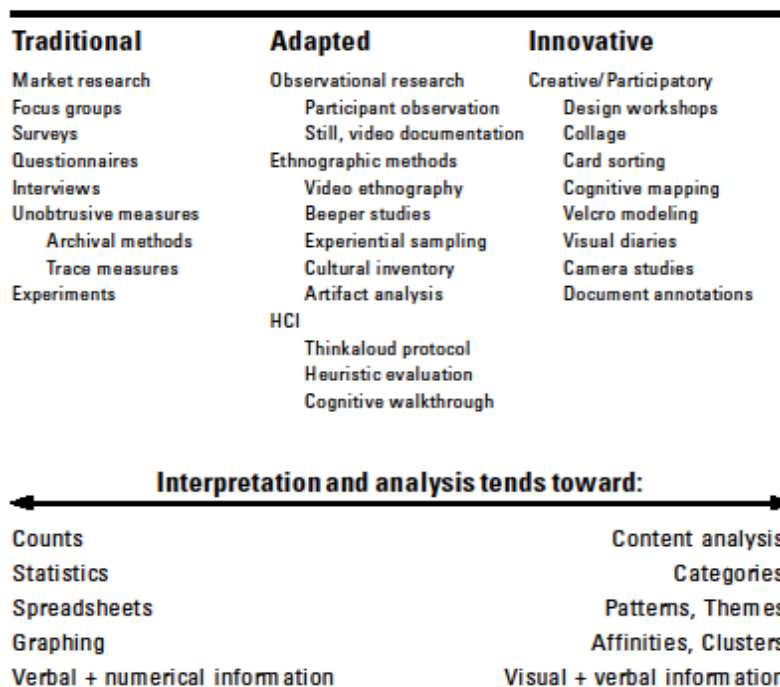 Traditional
Market research
Focus groups
Surveys
Questionnaires
Interviews
Unobtrusive measures
Archival methods
Trace measures
Experiments
Adapted
Observational research
Participant observation
Still, video documentation
Ethnographic methods
Video ethnography
Beeper studies
Experiential sampling
Cultural inventory
Artifact analysis
HCI
Thinkaloud protocol
Heuristic evaluation
Cognitive walkthrough
Innovative
Creative/Participatory
Design workshops
Collage
Card sorting
Cognitive mapping
Velcro modeling
Visual diaries
Camera studies
Document annotations
Interpretation and analysis tends toward:
Counts
Statistics
Spreadsheets
Graphing
Verbal + numerical information
Content analysis
Categories
Patterns, Themes
Affinities, Clusters
Visual + verbal information